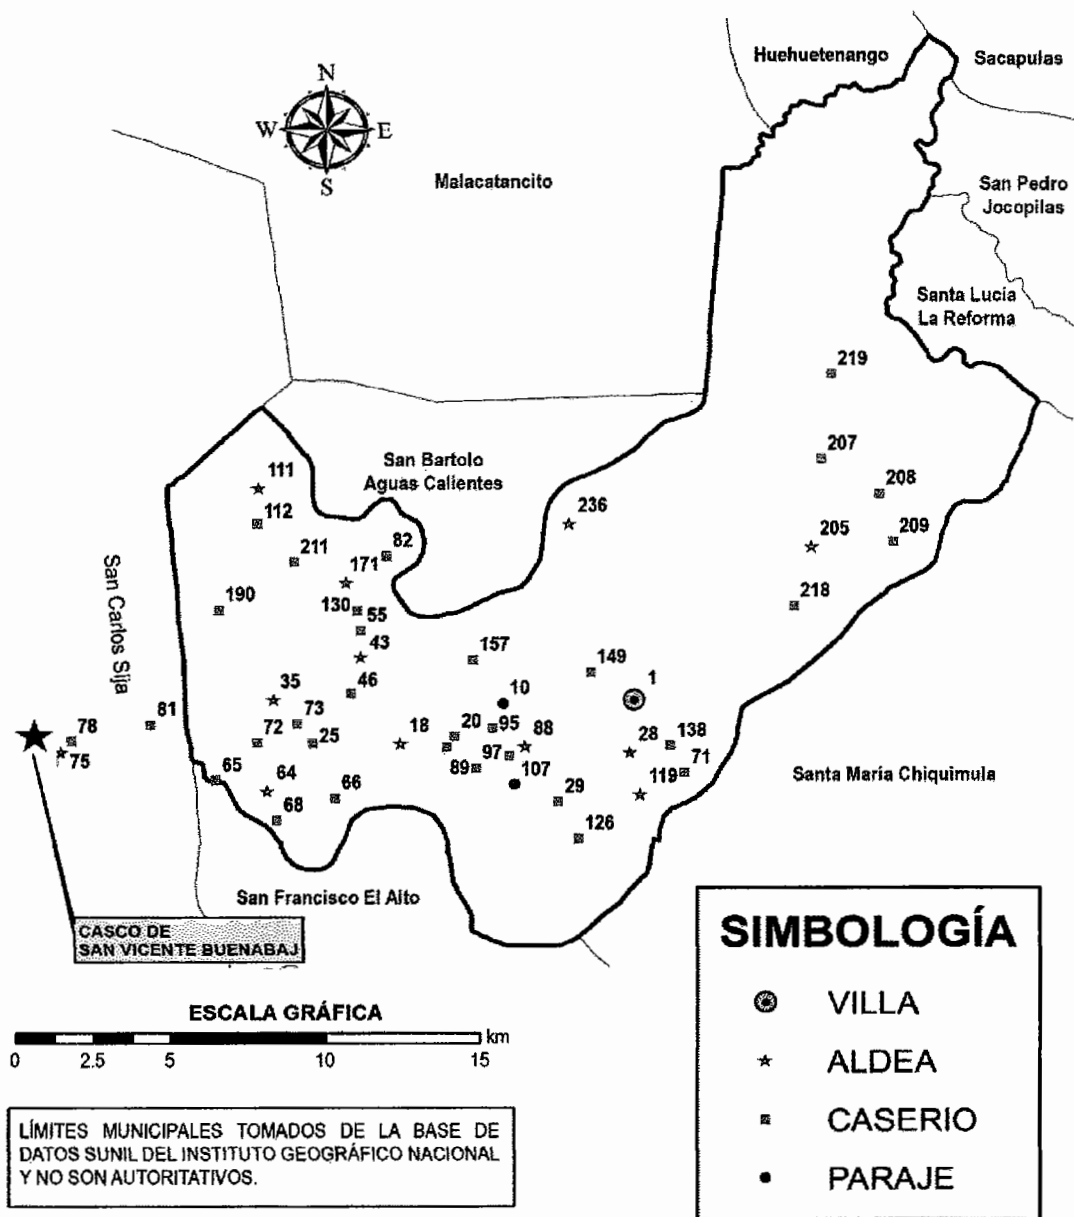 Huehuetenango
Sacapulas
N
W
E
S
Malacatancito
San Pedro
Jocopilas
Santa Lucía
La Reforma
219
San Bartolo
Aguas Calientes
207
111
208
112
236
205
209
211
82
171
190
130
55
218
San Carlos Sija
43
157
149
1
35
46
10
81
73
18
20
95
88
28
138
78
72
25
75
97
71
65
64
66
89
107
119
29
68
126
Santa María Chiquimula
San Francisco El Alto
CASCO DE
SAN VICENTE BUENABAJ
SIMBOLOGÍA
VILLA
ALDEA
CASERIO
PARAJE
ESCALA GRÁFICA
km
0 2.5 5 10 15
LÍMITES MUNICIPALES TOMADOS DE LA BASE DE
DATOS SUNIL DEL INSTITUTO GEOGRÁFICO NACIONAL
Y NO SON AUTORITATIVOS.